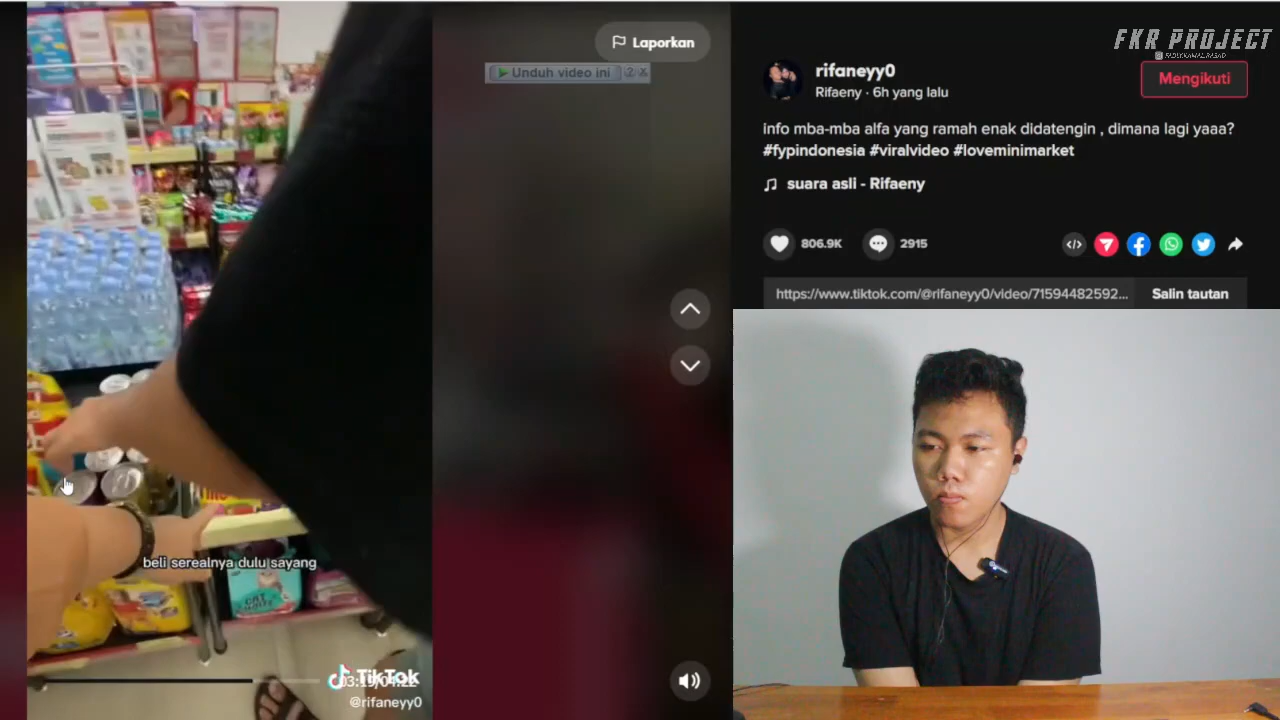 Laporkan
Unduh video ini
?
FKR PROJECT
rifaneyy0
Rifaeny · 6h yang lalu
Mengikuti
info mba-mba alfa yang ramah enak didatengin , dimana lagi yaaa?
#fypindonesia #viralvideo #loveminimarket
suara asli - Rifaeny
806.9K
2915
https://www.tiktok.com/@rifaneyy0/video/71594482592...
Salin tautan
beli serealnya dulu sayang
CAT CHOIZE
TikTok
@rifaneyy0